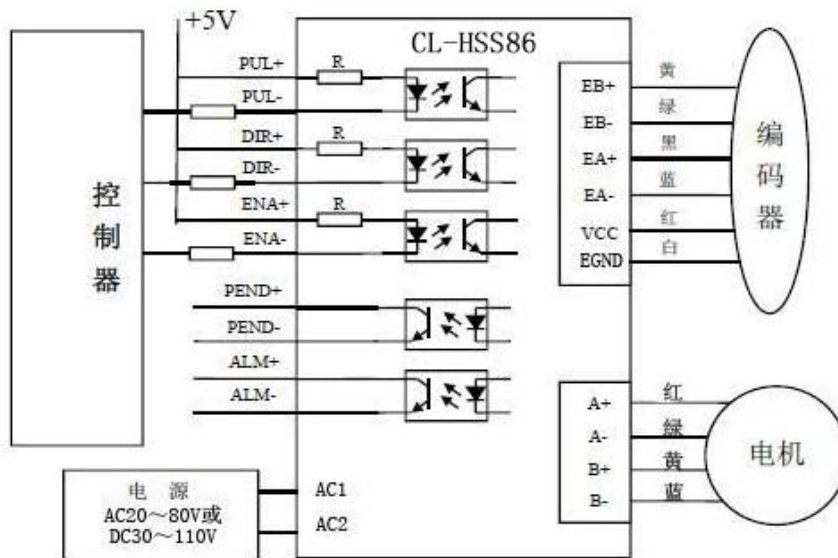 +5V
CL-HSS86
控制器
PUL+
R
PUL-
DIR+
R
DIR-
ENA+
R
ENA-
PEND+
PEND-
ALM+
ALM-
EB+
黄
EB-
绿
EA+
黑
EA-
蓝
VCC
红
EGND
白
编码器
A+
红
A-
绿
B+
黄
B-
蓝
电机
电 源
AC20～80V或
DC30～110V
AC1
AC2